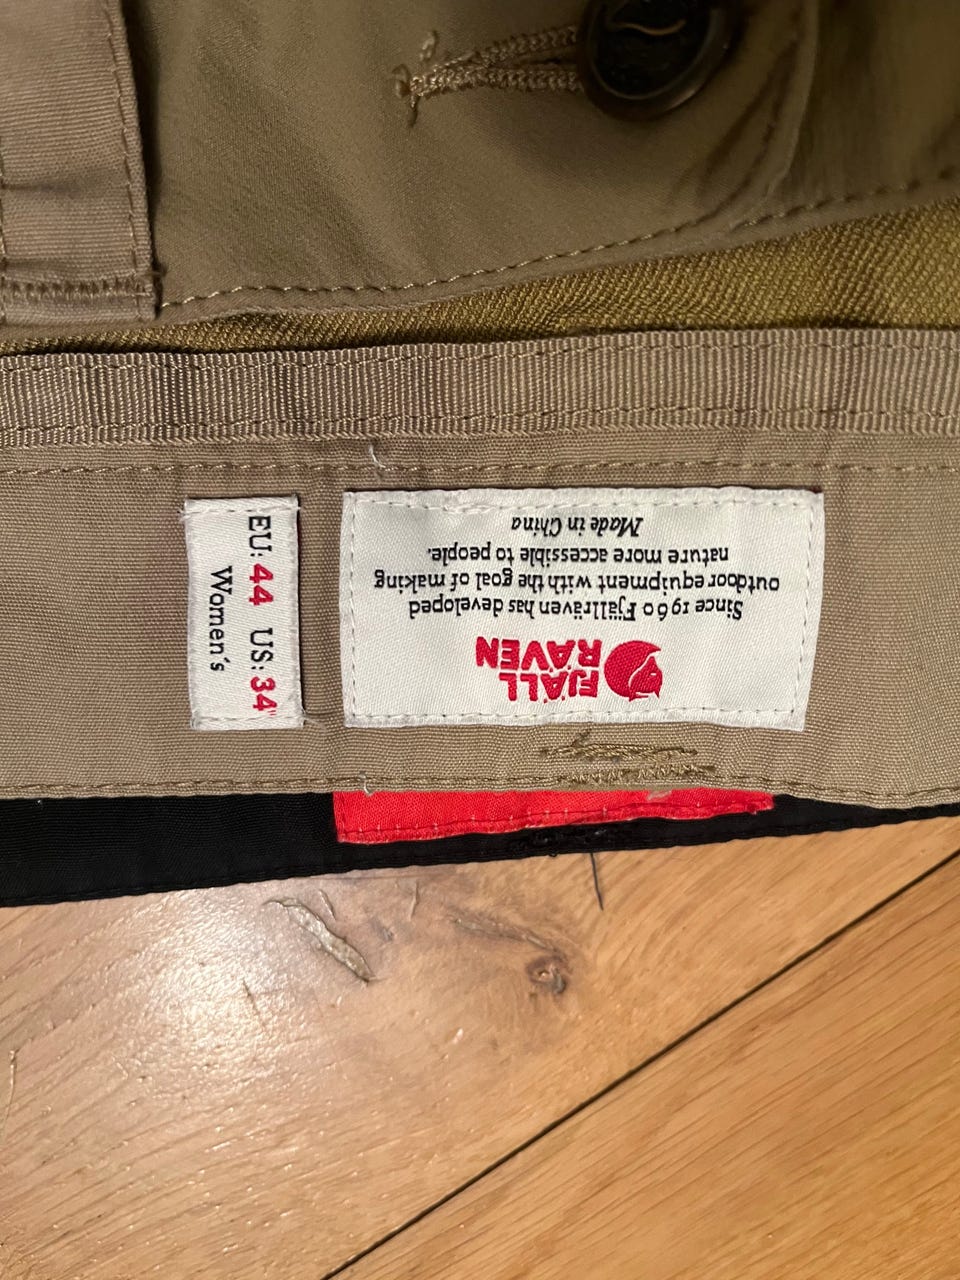 EU: 44 US: 34"
Women's
FJÄLL
RÄVEN
Since 1960 Fjällräven has developed
outdoor equipment with the goal of making
nature more accessible to people.
Made in China